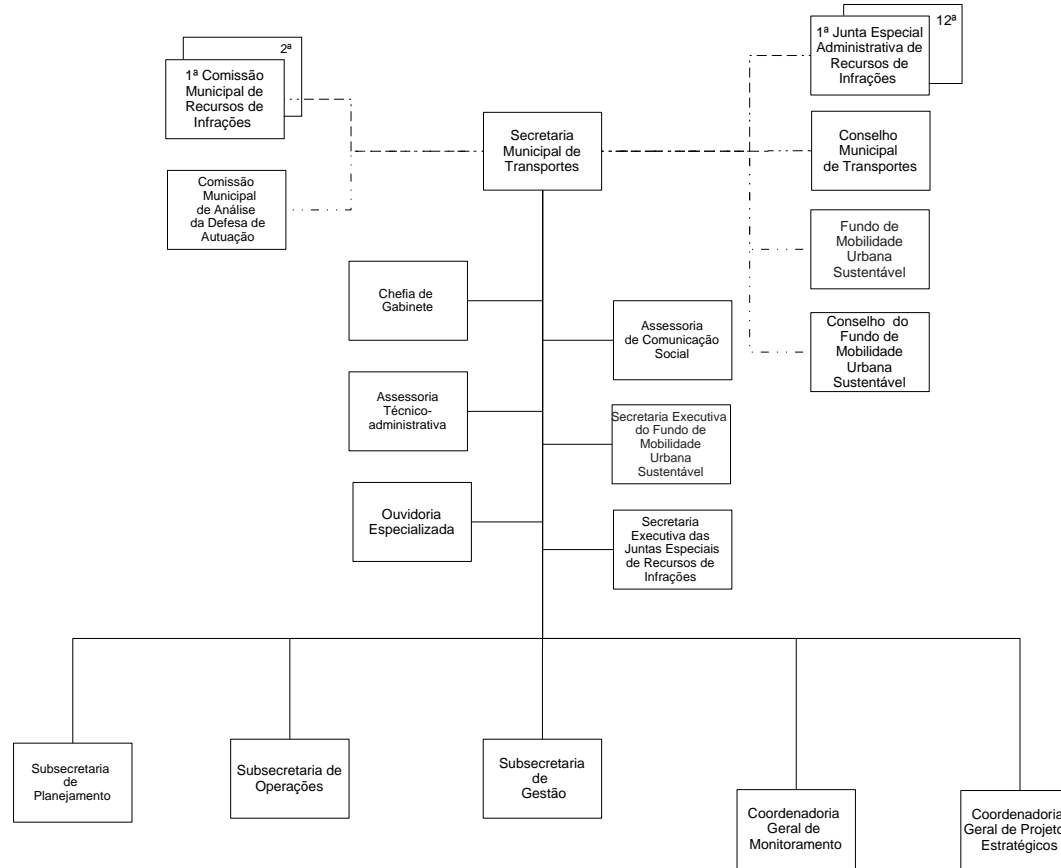 2ª
1ª Comissão
Municipal de
Recursos de
Infrações
12ª
1ª Junta Especial
Administrativa de
Recursos de
Infrações
Secretaria
Municipal de
Transportes
Conselho
Municipal
de Transportes
Comissão
Municipal
de Análise
da Defesa de
Autuação
Fundo de
Mobilidade
Urbana
Sustentável
Chefia de
Gabinete
Assessoria
de Comunicação
Social
Conselho do
Fundo de
Mobilidade
Urbana
Sustentável
Assessoria
Técnico-
administrativa
Secretaria Executiva
do Fundo de
Mobilidade
Urbana
Sustentável
Ouvidoria
Especializada
Secretaria
Executiva das
Juntas Especiais
de Recursos de
Infrações
Subsecretaria
de
Planejamento
Subsecretaria de
Operações
Subsecretaria
de
Gestão
Coordenadoria
Geral de
Monitoramento
Coordenadoria
Geral de Projeto
Estratégicos